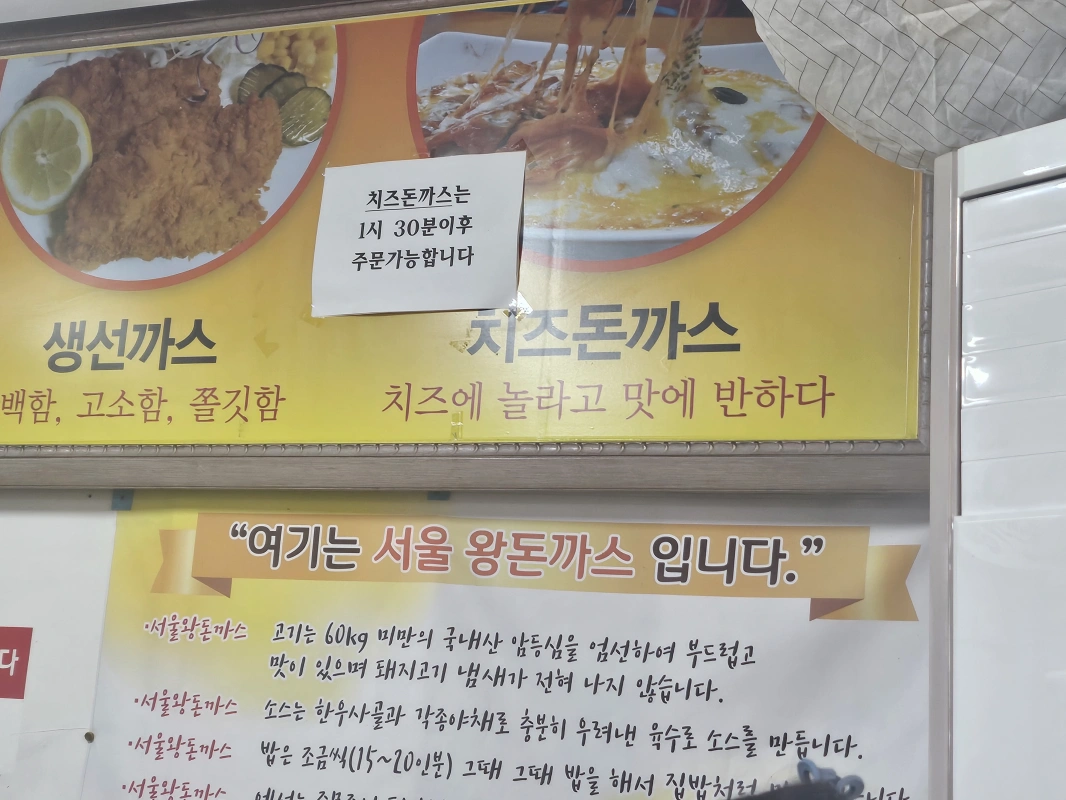 치즈돈까스는
1시 30분이후
주문가능합니다
생선까스
백함, 고소함, 쫄깃함
치즈돈까스
치즈에 놀라고 맛에 반하다
“여기는 서울 왕돈까스 입니다.”
다
·서울왕돈까스 고기는 60kg 미만의 국내산 암등심을 엄선하여 부드럽고
맛이 있으며 돼지고기 냄새가 전혀 나지 않습니다.
·서울왕돈까스 소스는 한우사골과 각종야채로 충분히 우려낸 육수로 소스를 만듭니다.
·서울왕돈까스 밥은 조금씩(15~20인분) 그때 그때 밥을 해서 집밥처럼
·서울왕돈까스